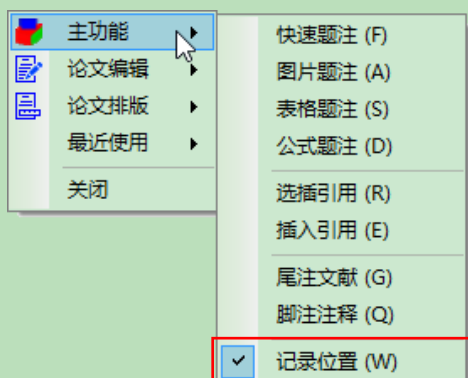 主功能
论文编辑
论文排版
最近使用
关闭
快速题注 (F)
图片题注 (A)
表格题注 (S)
公式题注 (D)
选插引用 (R)
插入引用 (E)
尾注文献 (G)
脚注注释 (Q)
记录位置 (W)